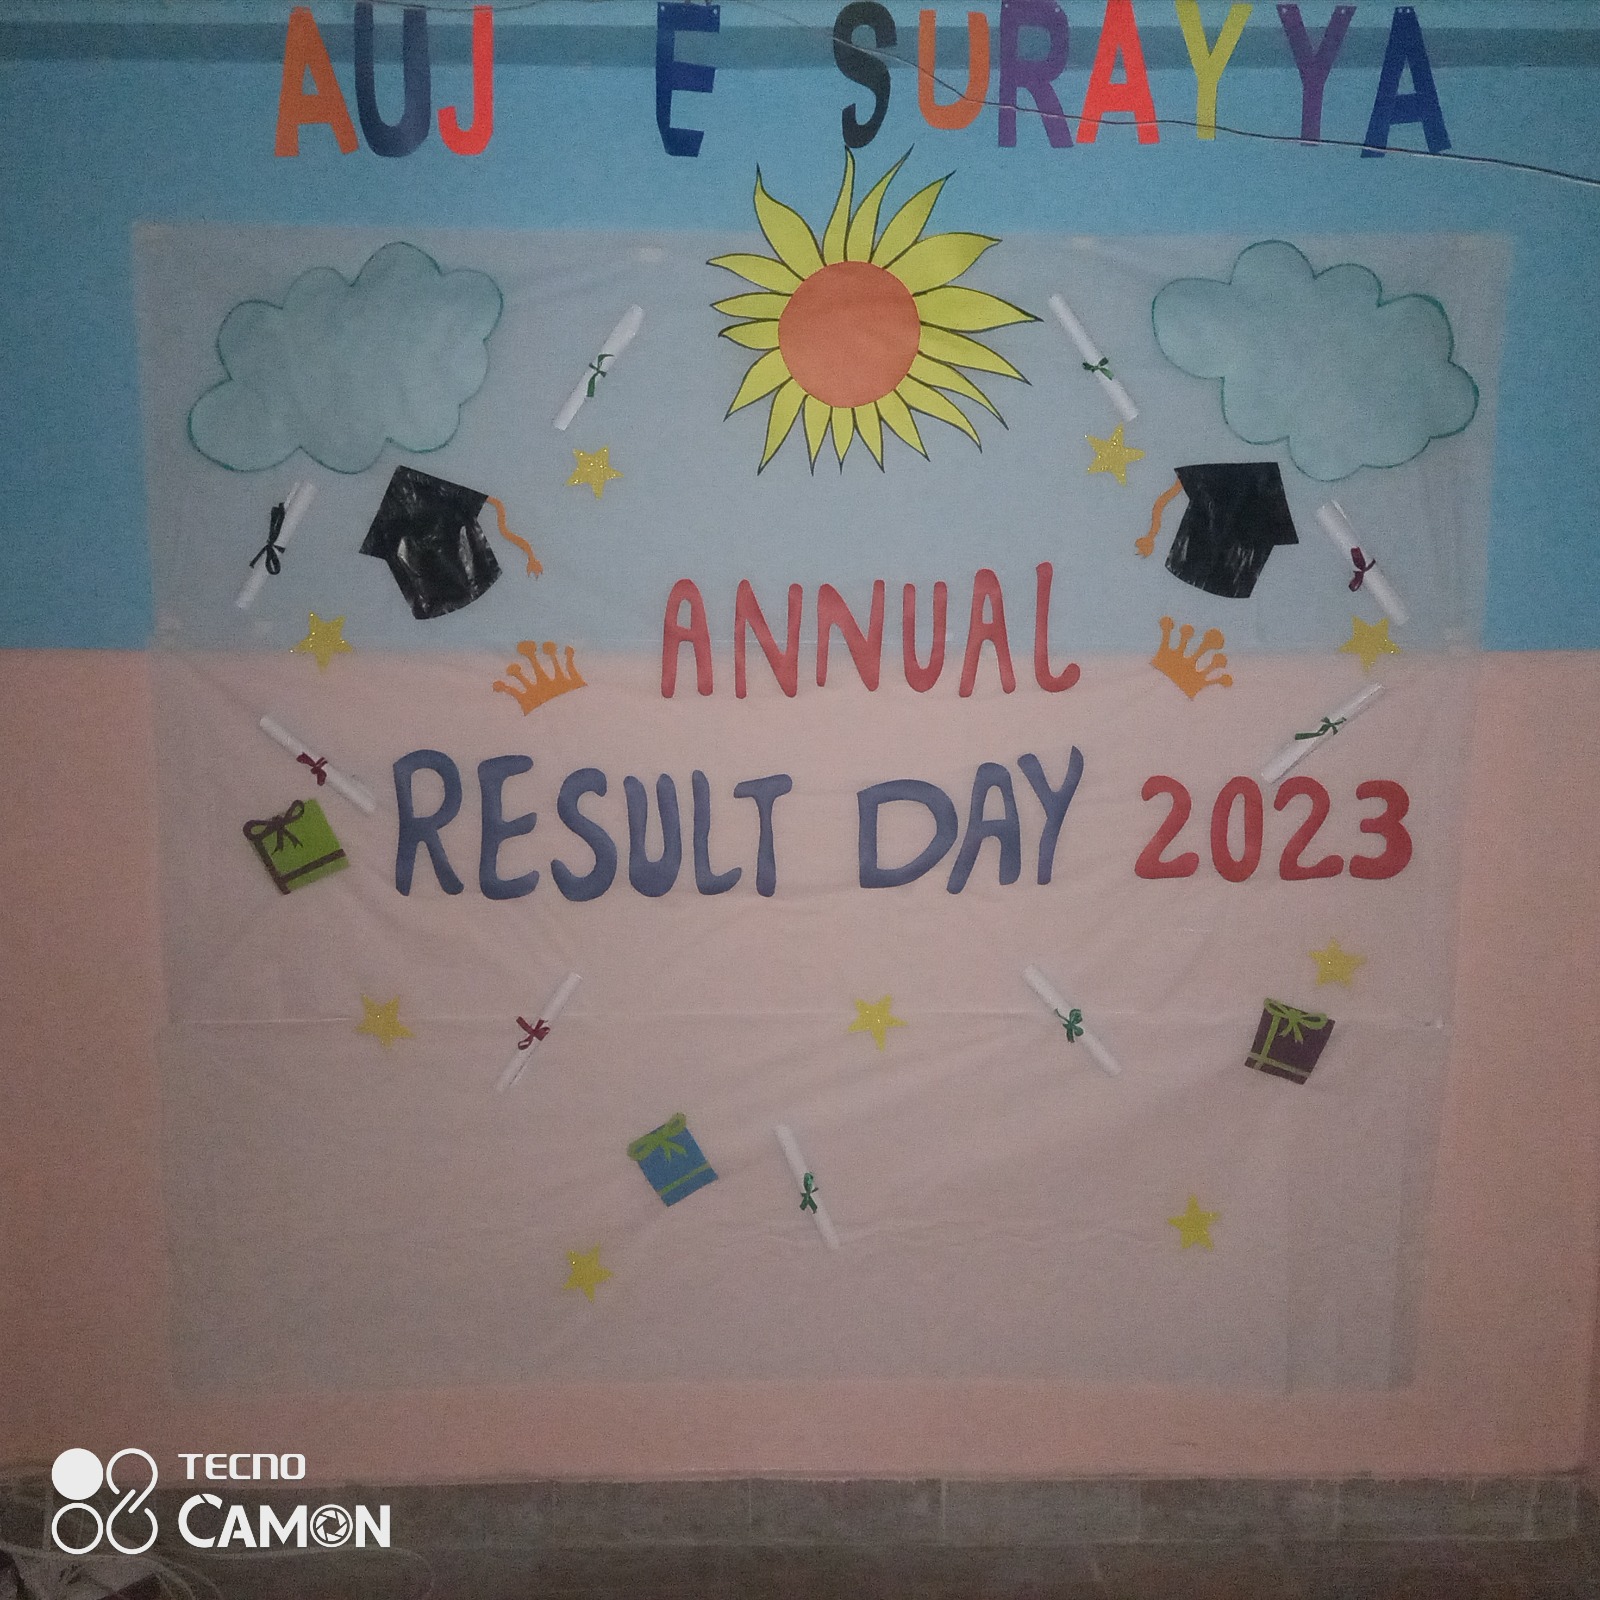 AUJ E SURAYYA
ANNUAL
RESULT DAY 2023
TECNO
CAMON